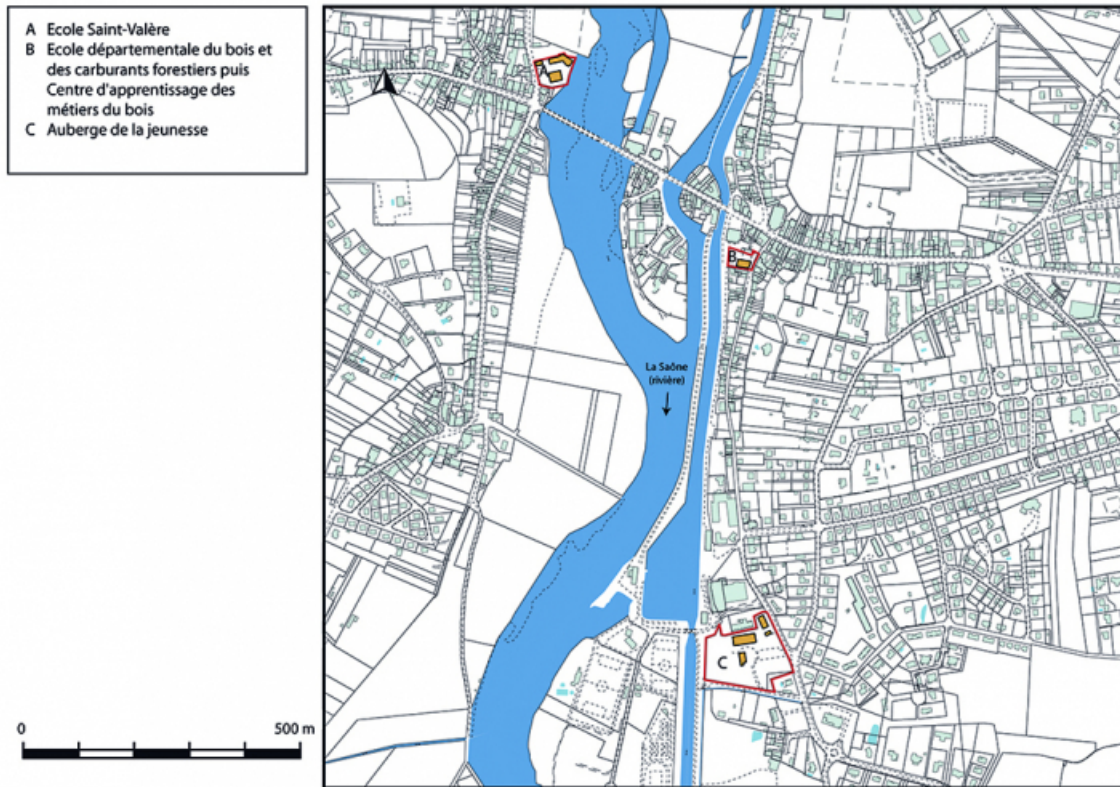 A Ecole Saint-Valère
B Ecole départementale du bois et
des carburants forestiers puis
Centre d'apprentissage des
métiers du bois
C Auberge de la jeunesse
A
B
La Saône
(rivière)
C
0 500 m